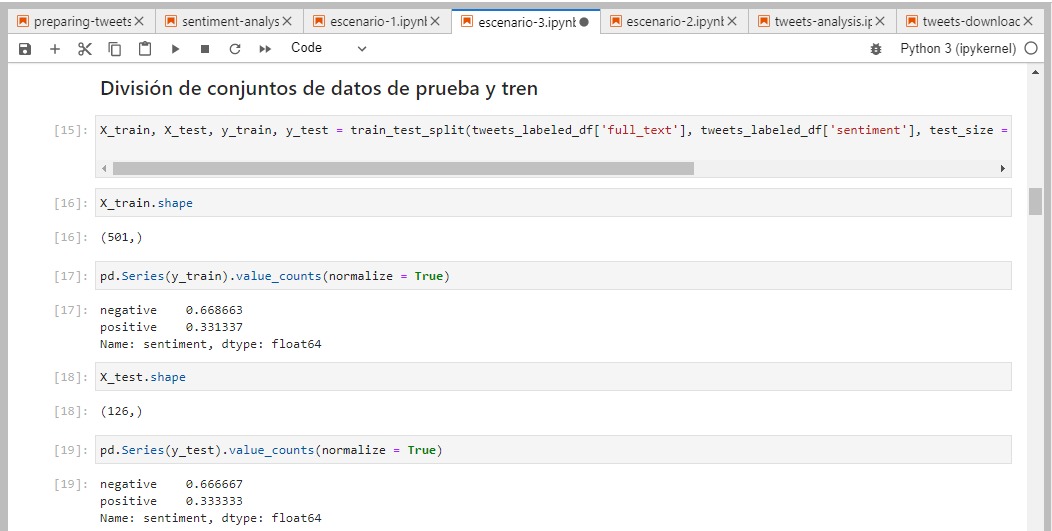 preparing-tweets sentiment-analys escenario-1.ipynb escenario-3.ipynb escenario-2.ipynb tweets-analysis.ip tweets-downloac
Code Python 3 (ipykernel)
División de conjuntos de datos de prueba y tren
[15]: X_train, X_test, y_train, y_test = train_test_split(tweets_labeled_df['full_text'], tweets_labeled_df['sentiment'], test_size =
[16]: X_train.shape
[16]: (501,)
[17]: pd.Series(y_train).value_counts(normalize = True)
[17]: negative 0.668663
positive 0.331337
Name: sentiment, dtype: float64
[18]: X_test.shape
[18]: (126,)
[19]: pd.Series(y_test).value_counts(normalize = True)
[19]: negative 0.666667
positive 0.333333
Name: sentiment, dtype: float64